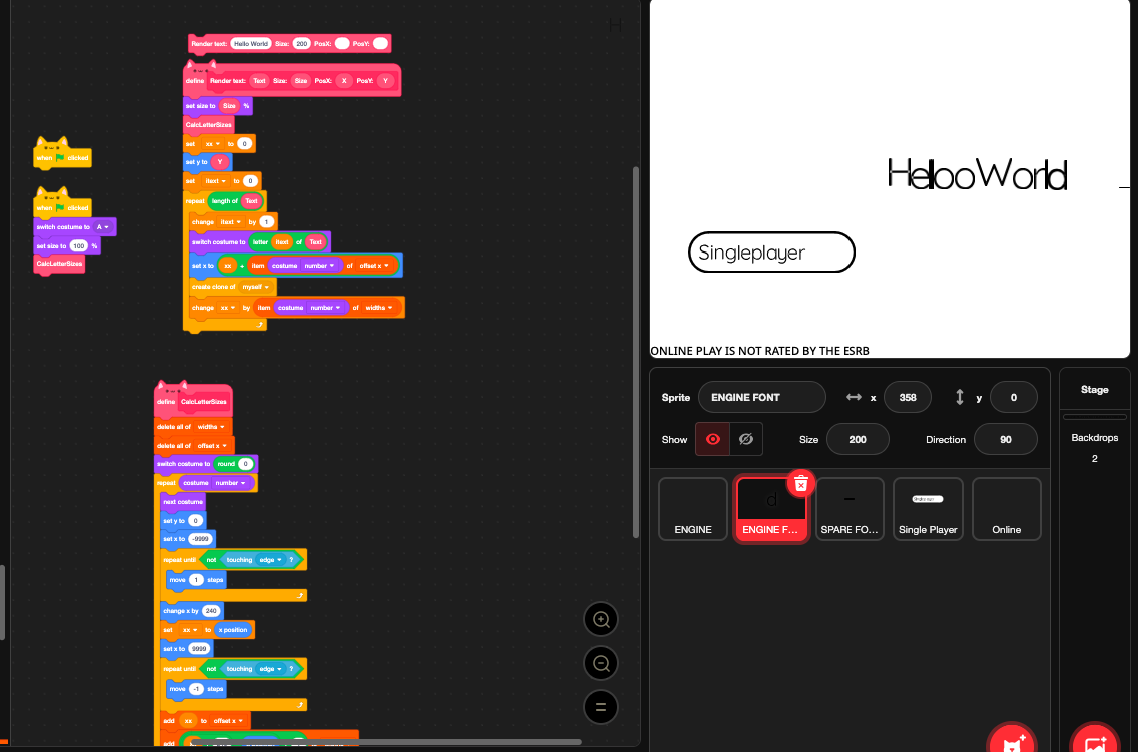 Render text: Hello World Size: 200 PosX: PosY:
define Render text: Text Size: Size PosX: X PosY: Y
set size to Size %
CalcLetterSizes
set xx to 0
set y to Y
set itext to 0
repeat length of Text
change itext by 1
switch costume to letter itext of Text
set x to xx + item costume number of offset x
create clone of myself
change xx by item costume number of widths
when clicked
when clicked
switch costume to A
set size to 100 %
CalcLetterSizes
define CalcLetterSizes
delete all of widths
delete all of offset x
switch costume to round 0
repeat costume number
next costume
set y to 0
set x to -9999
repeat until not touching edge ?
move 1 steps
change x by 240
set xx to x position
set x to 9999
repeat until not touching edge ?
move -1 steps
add xx to offset x
add
HellooWorld
Singleplayer
ONLINE PLAY IS NOT RATED BY THE ESRB
Sprite ENGINE FONT x 358 y 0
Show Size 200 Direction 90
ENGINE
ENGINE F...
SPARE FO...
Single Player
Online
Stage
Backdrops
2